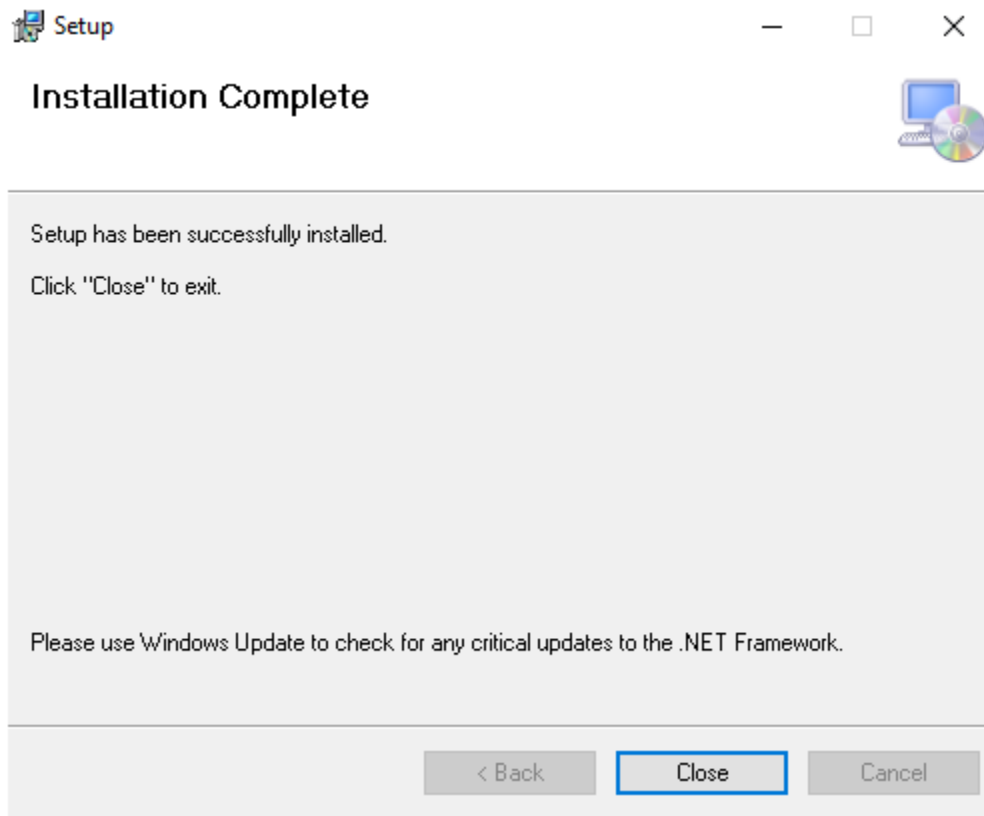 Setup
Installation Complete
Setup has been successfully installed.
Click "Close" to exit.
Please use Windows Update to check for any critical updates to the .NET Framework.
< Back
Close
Cancel